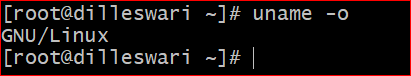 [root@dilleswari ~]# uname -o
GNU/Linux
[root@dilleswari ~]#